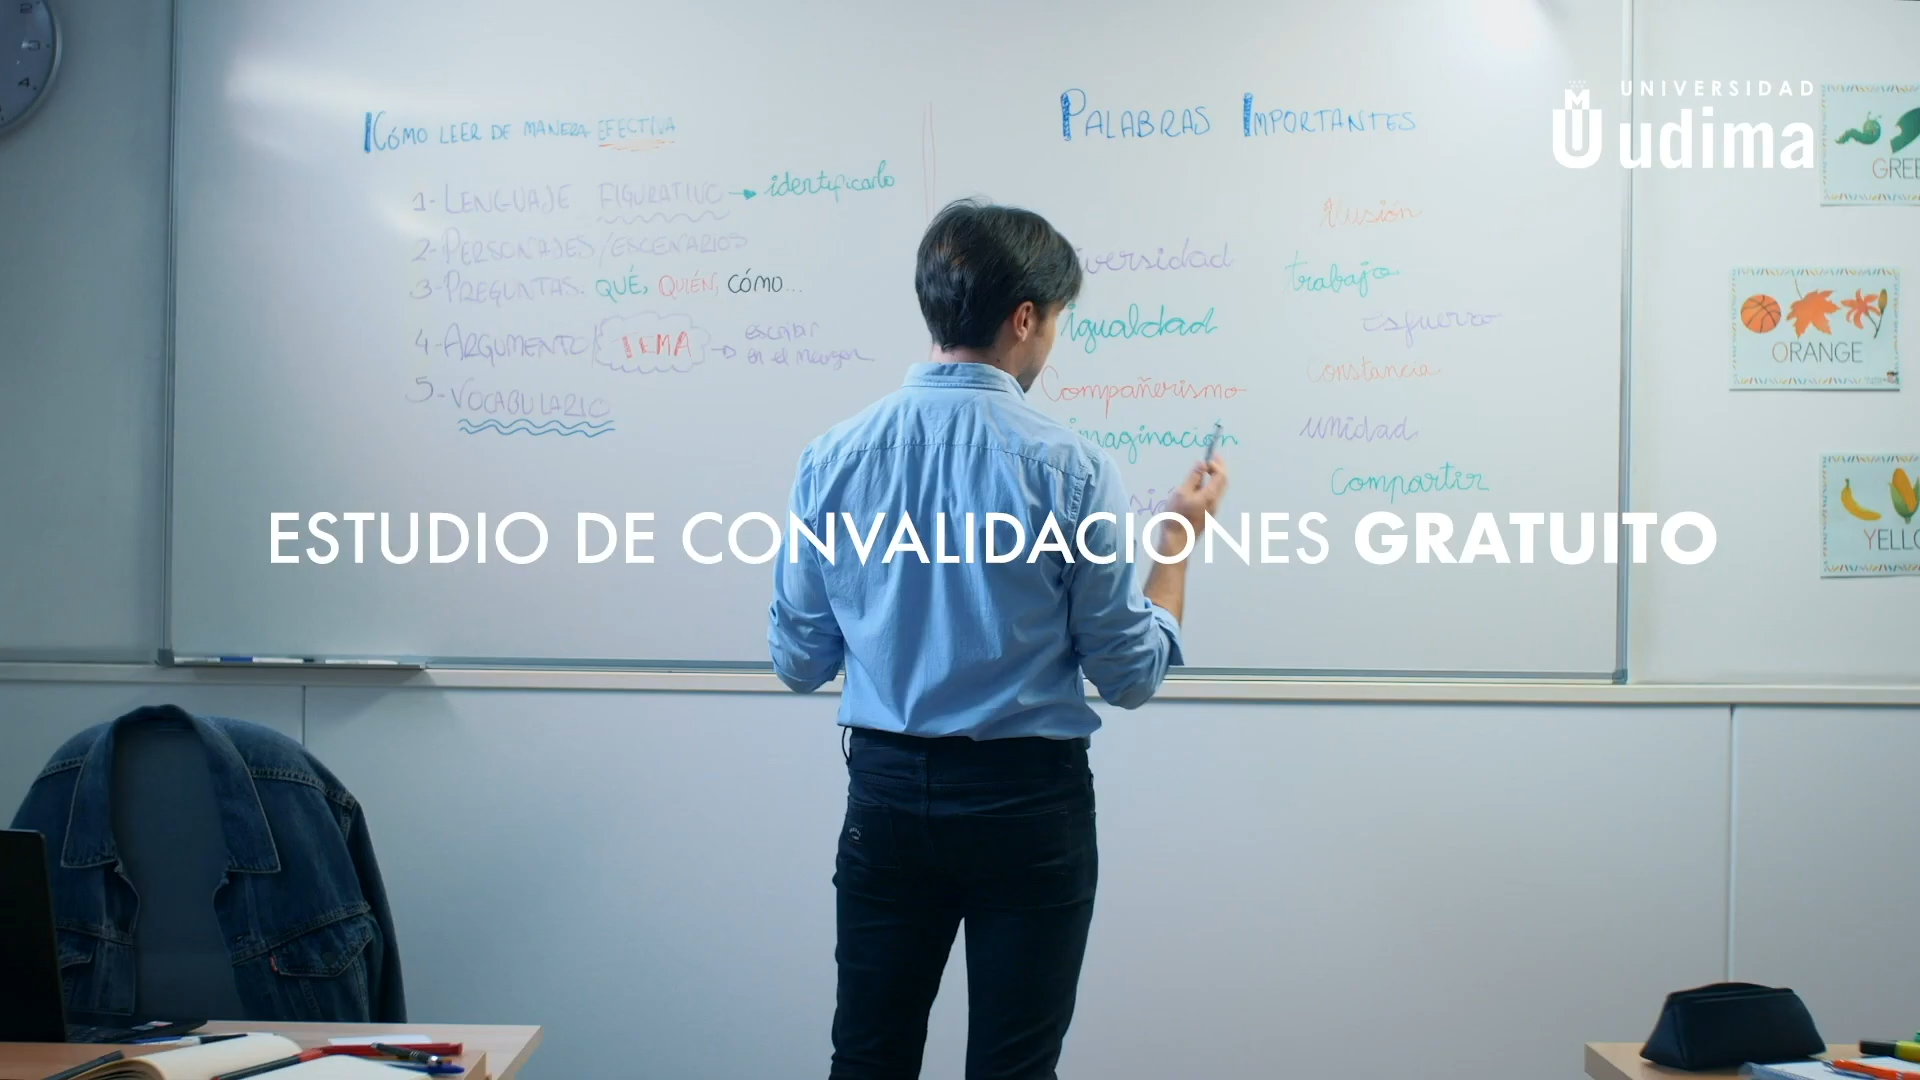 UNIVERSIDAD
udima
CÓMO LEER DE MANERA EFECTIVA
1- LENGUAJE FIGURATIVO → identificarlo
2- PERSONAJES/ESCENARIOS
3- PREGUNTAS. QUÉ, QUIÉN, CÓMO...
4- ARGUMENTO/ TEMA → escribir en el margen
5- VOCABULARIO
PALABRAS IMPORTANTES
ilusión
trabajo
igualdad
esfuerzo
Compañerismo
constancia
imaginación
unidad
Compartir
ESTUDIO DE CONVALIDACIONES GRATUITO
ORANGE